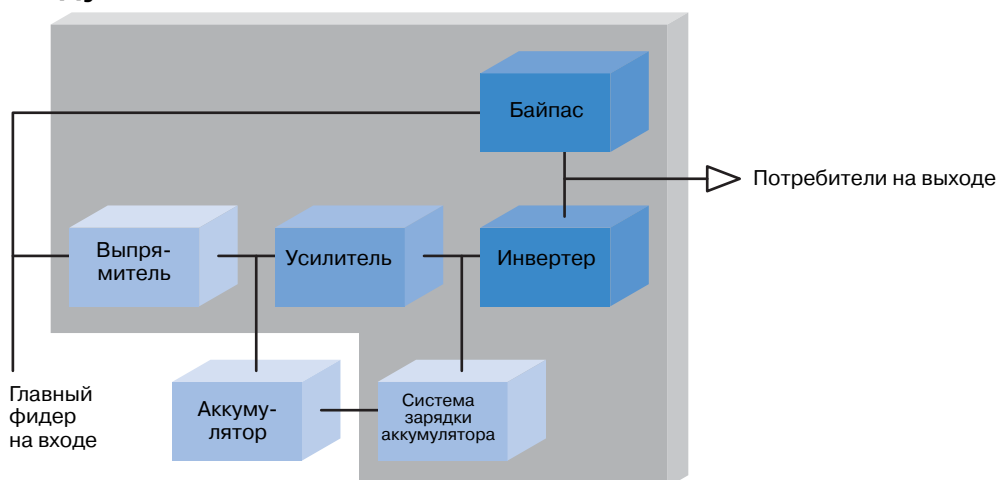 Байпас
Потребители на выходе
Выпря-
митель
Усилитель
Инвертер
Главный
фидер
на входе
Аккуму-
лятор
Система
зарядки
аккумулятора